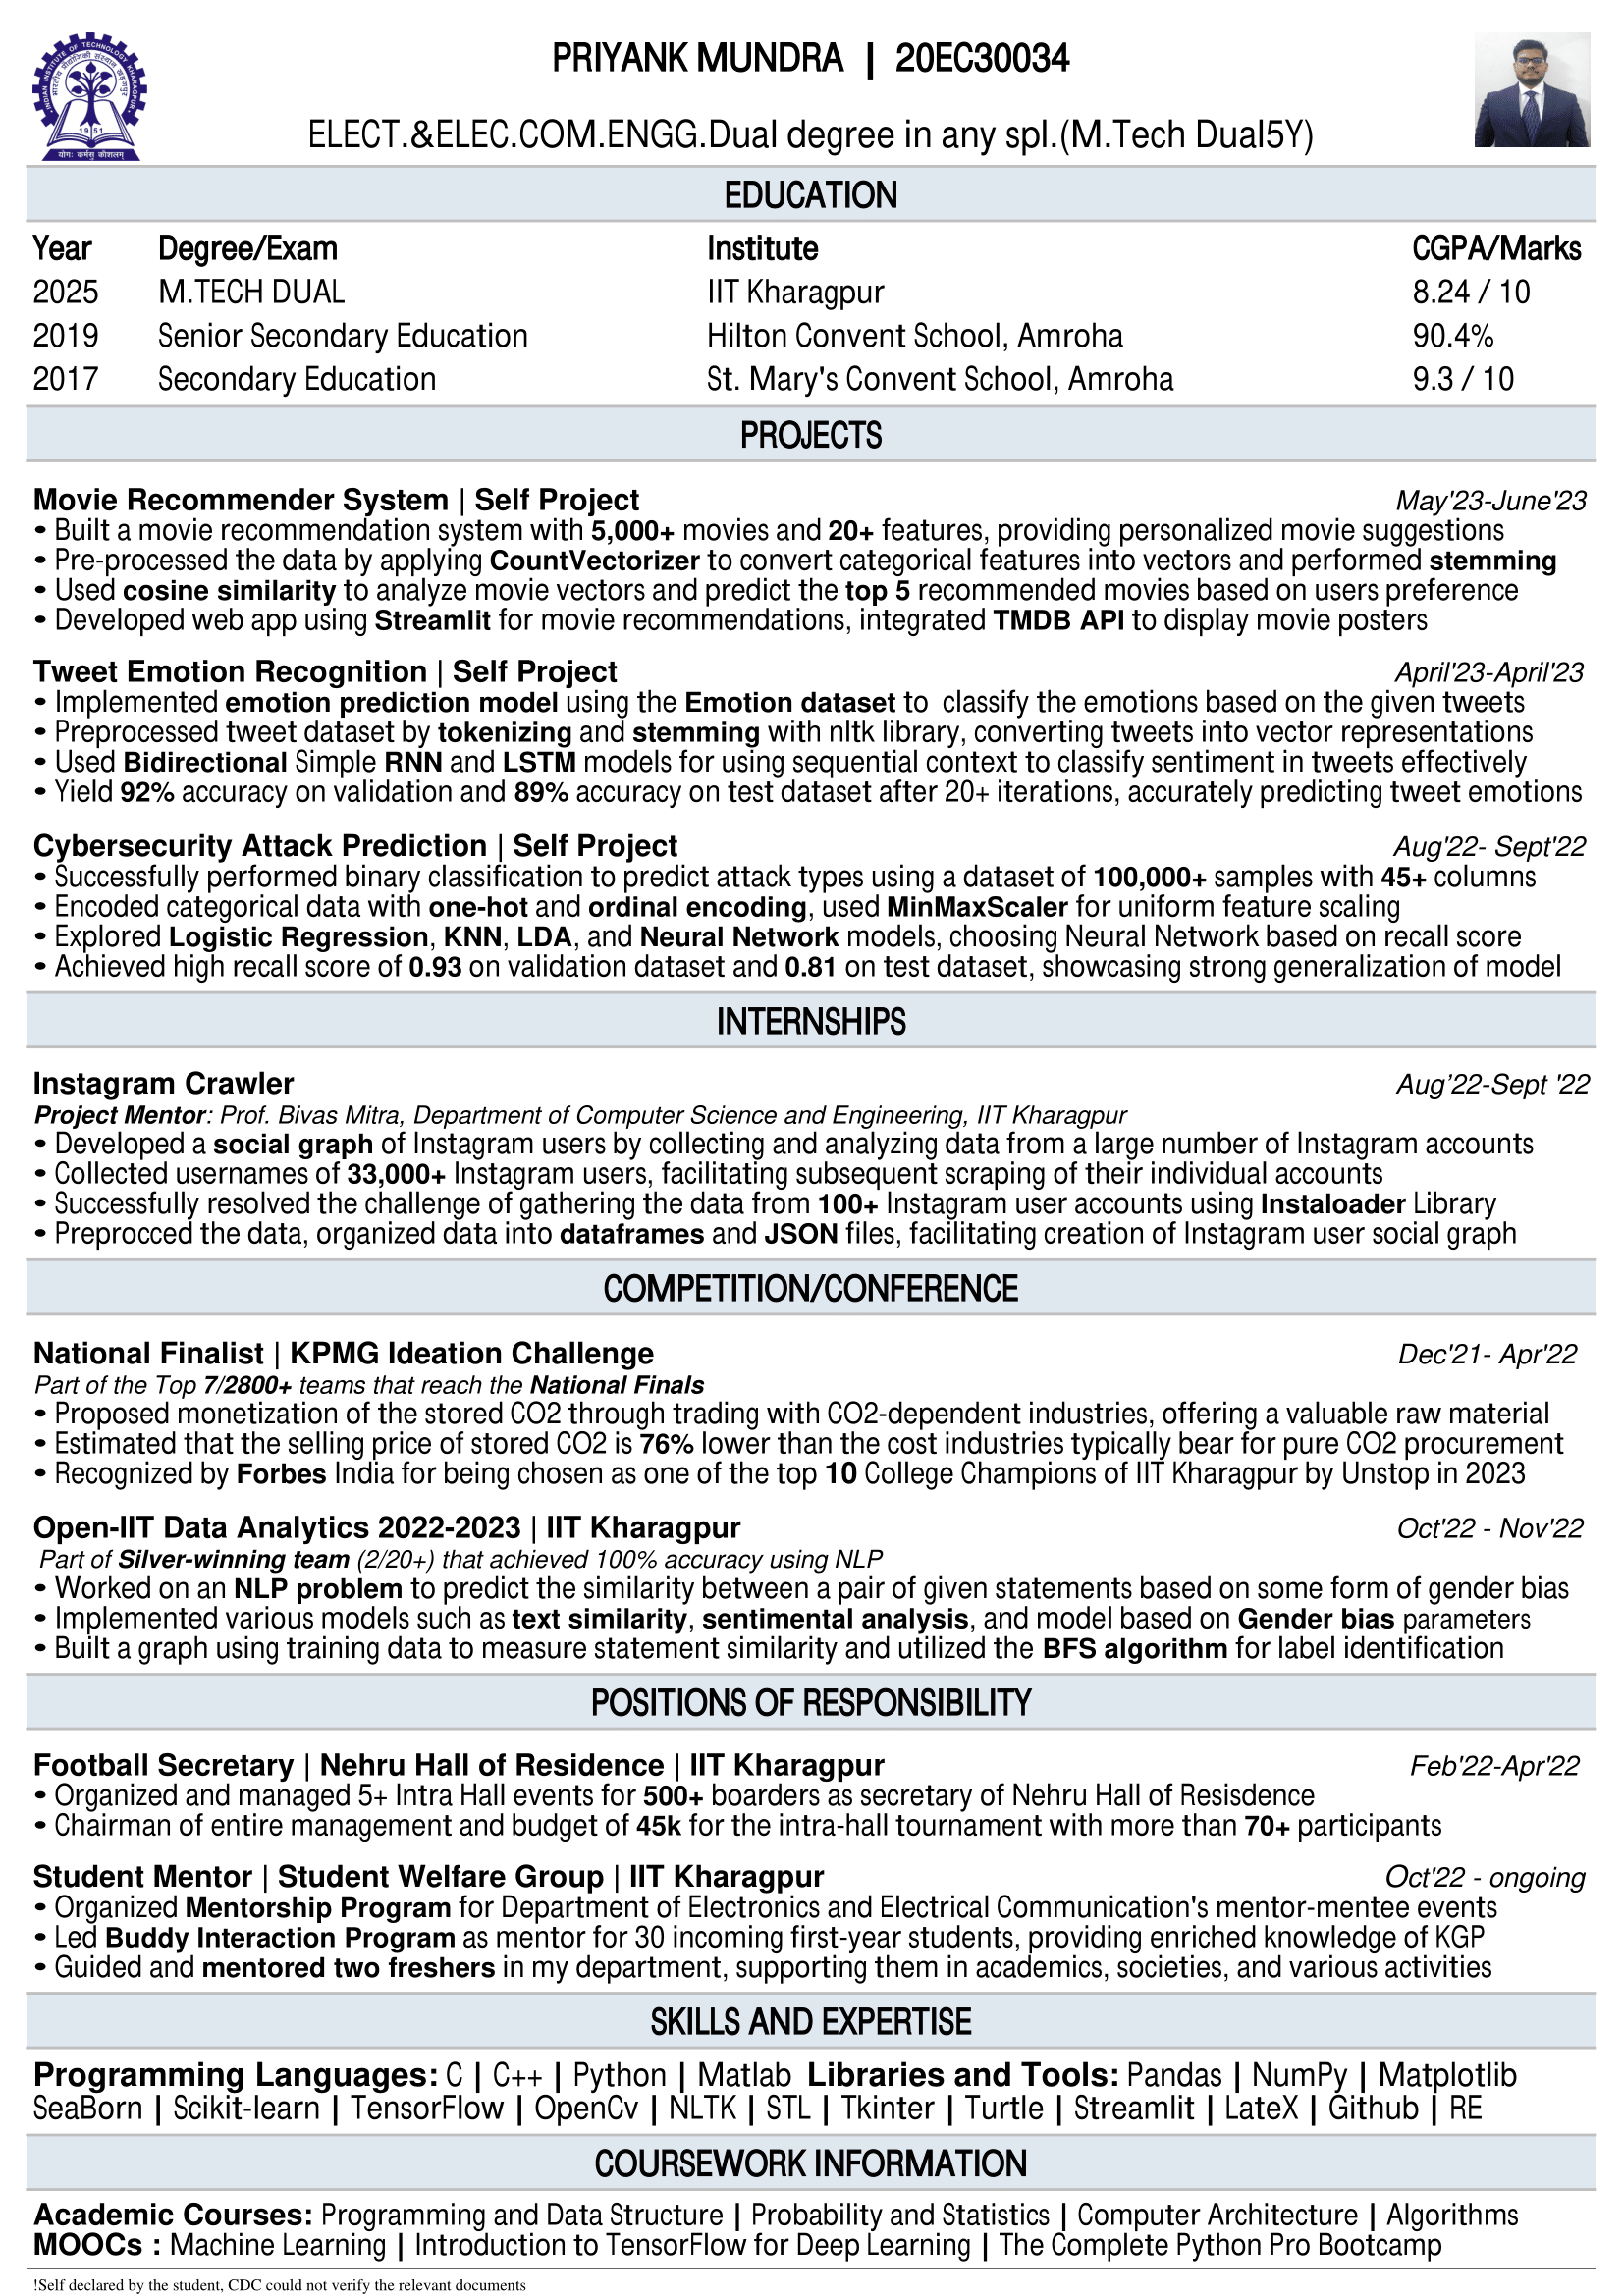 INDIAN INSTITUTE OF TECHNOLOGY KHARAGPUR
भारतीय प्रौद्योगिकी संस्थान खड़गपुर
1951
योगः कर्मसु कौशलम्
PRIYANK MUNDRA | 20EC30034
ELECT.&ELEC.COM.ENGG.Dual degree in any spl.(M.Tech Dual5Y)
EDUCATION
Year Degree/Exam Institute CGPA/Marks
2025 M.TECH DUAL IIT Kharagpur 8.24 / 10
2019 Senior Secondary Education Hilton Convent School, Amroha 90.4%
2017 Secondary Education St. Mary's Convent School, Amroha 9.3 / 10
PROJECTS
Movie Recommender System | Self Project May'23-June'23
• Built a movie recommendation system with 5,000+ movies and 20+ features, providing personalized movie suggestions
• Pre-processed the data by applying CountVectorizer to convert categorical features into vectors and performed stemming
• Used cosine similarity to analyze movie vectors and predict the top 5 recommended movies based on users preference
• Developed web app using Streamlit for movie recommendations, integrated TMDB API to display movie posters
Tweet Emotion Recognition | Self Project April'23-April'23
• Implemented emotion prediction model using the Emotion dataset to classify the emotions based on the given tweets
• Preprocessed tweet dataset by tokenizing and stemming with nltk library, converting tweets into vector representations
• Used Bidirectional Simple RNN and LSTM models for using sequential context to classify sentiment in tweets effectively
• Yield 92% accuracy on validation and 89% accuracy on test dataset after 20+ iterations, accurately predicting tweet emotions
Cybersecurity Attack Prediction | Self Project Aug'22- Sept'22
• Successfully performed binary classification to predict attack types using a dataset of 100,000+ samples with 45+ columns
• Encoded categorical data with one-hot and ordinal encoding, used MinMaxScaler for uniform feature scaling
• Explored Logistic Regression, KNN, LDA, and Neural Network models, choosing Neural Network based on recall score
• Achieved high recall score of 0.93 on validation dataset and 0.81 on test dataset, showcasing strong generalization of model
INTERNSHIPS
Instagram Crawler Aug’22-Sept '22
Project Mentor: Prof. Bivas Mitra, Department of Computer Science and Engineering, IIT Kharagpur
• Developed a social graph of Instagram users by collecting and analyzing data from a large number of Instagram accounts
• Collected usernames of 33,000+ Instagram users, facilitating subsequent scraping of their individual accounts
• Successfully resolved the challenge of gathering the data from 100+ Instagram user accounts using Instaloader Library
• Preprocced the data, organized data into dataframes and JSON files, facilitating creation of Instagram user social graph
COMPETITION/CONFERENCE
National Finalist | KPMG Ideation Challenge Dec'21- Apr'22
Part of the Top 7/2800+ teams that reach the National Finals
• Proposed monetization of the stored CO2 through trading with CO2-dependent industries, offering a valuable raw material
• Estimated that the selling price of stored CO2 is 76% lower than the cost industries typically bear for pure CO2 procurement
• Recognized by Forbes India for being chosen as one of the top 10 College Champions of IIT Kharagpur by Unstop in 2023
Open-IIT Data Analytics 2022-2023 | IIT Kharagpur Oct'22 - Nov'22
Part of Silver-winning team (2/20+) that achieved 100% accuracy using NLP
• Worked on an NLP problem to predict the similarity between a pair of given statements based on some form of gender bias
• Implemented various models such as text similarity, sentimental analysis, and model based on Gender bias parameters
• Built a graph using training data to measure statement similarity and utilized the BFS algorithm for label identification
POSITIONS OF RESPONSIBILITY
Football Secretary | Nehru Hall of Residence | IIT Kharagpur Feb'22-Apr'22
• Organized and managed 5+ Intra Hall events for 500+ boarders as secretary of Nehru Hall of Resisdence
• Chairman of entire management and budget of 45k for the intra-hall tournament with more than 70+ participants
Student Mentor | Student Welfare Group | IIT Kharagpur Oct'22 - ongoing
• Organized Mentorship Program for Department of Electronics and Electrical Communication's mentor-mentee events
• Led Buddy Interaction Program as mentor for 30 incoming first-year students, providing enriched knowledge of KGP
• Guided and mentored two freshers in my department, supporting them in academics, societies, and various activities
SKILLS AND EXPERTISE
Programming Languages: C | C++ | Python | Matlab Libraries and Tools: Pandas | NumPy | Matplotlib
SeaBorn | Scikit-learn | TensorFlow | OpenCv | NLTK | STL | Tkinter | Turtle | Streamlit | LateX | Github | RE
COURSEWORK INFORMATION
Academic Courses: Programming and Data Structure | Probability and Statistics | Computer Architecture | Algorithms
MOOCs : Machine Learning | Introduction to TensorFlow for Deep Learning | The Complete Python Pro Bootcamp
!Self declared by the student, CDC could not verify the relevant documents